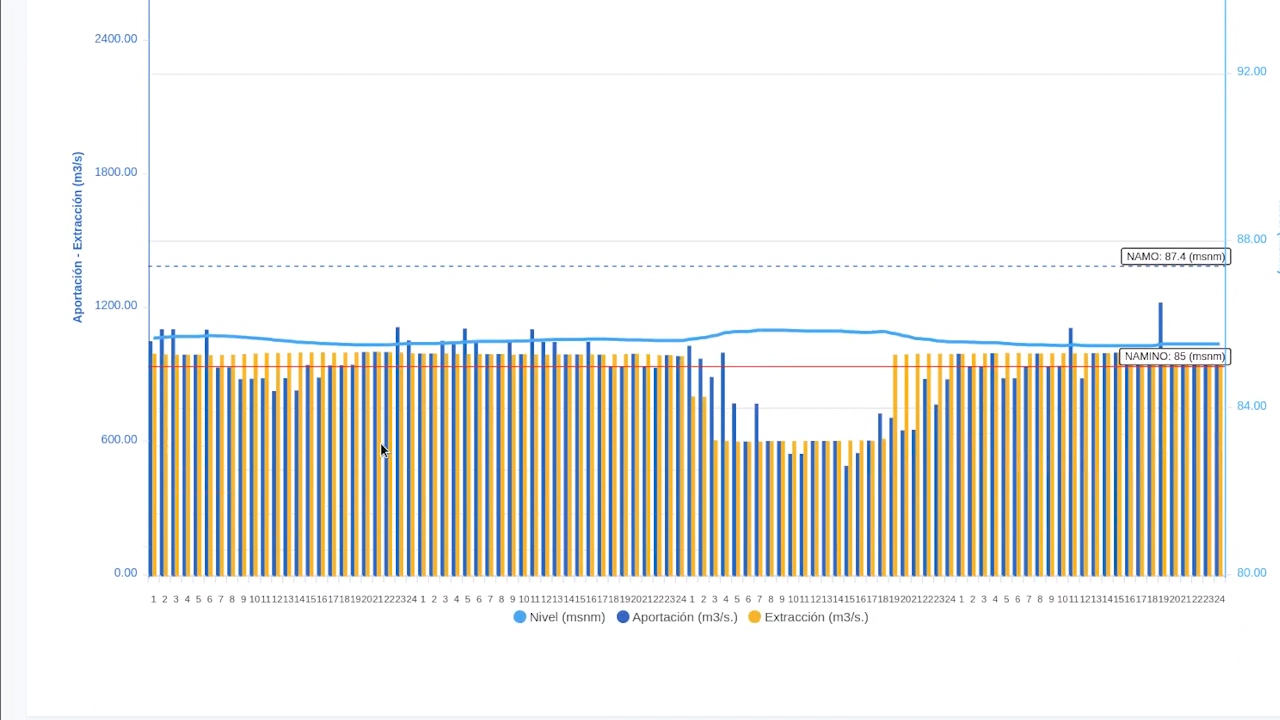 2400.00
92.00
1800.00
Aportación - Extracción (m3/s)
88.00
NAMO: 87.4 (msnm)
1200.00
NAMINO: 85 (msnm)
84.00
600.00
0.00
80.00
1 2 3 4 5 6 7 8 9 10 11 12 13 14 15 16 17 18 19 20 21 22 23 24 1 2 3 4 5 6 7 8 9 10 11 12 13 14 15 16 17 18 19 20 21 22 23 24 1 2 3 4 5 6 7 8 9 10 11 12 13 14 15 16 17 18 19 20 21 22 23 24 1 2 3 4 5 6 7 8 9 10 11 12 13 14 15 16 17 18 19 20 21 22 23 24
Nivel (msnm) Aportación (m3/s.) Extracción (m3/s.)